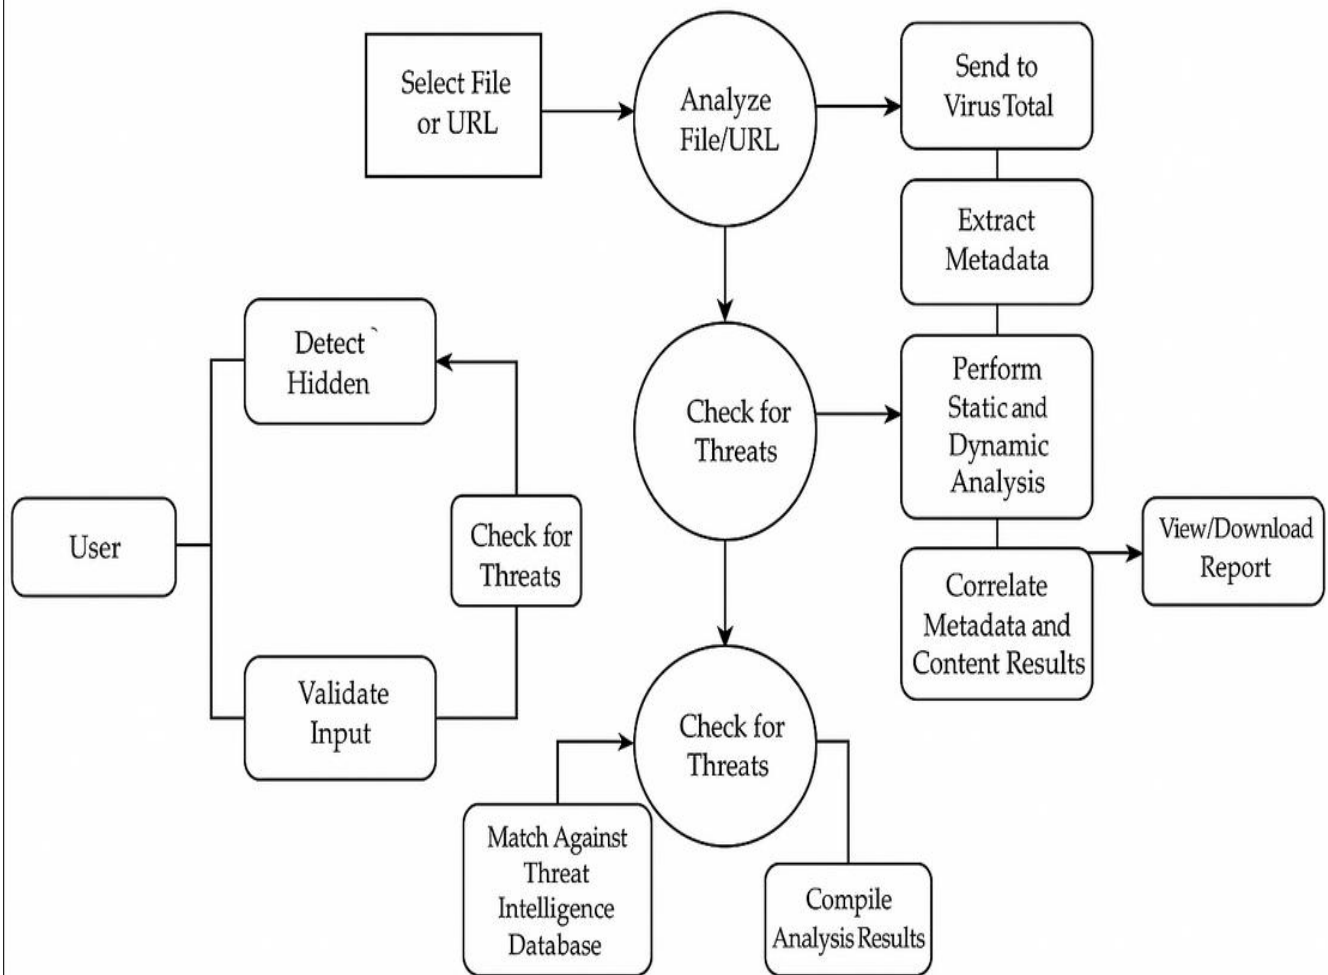 Select File
or URL
Analyze
File/URL
Send to
VirusTotal
Extract
Metadata
Detect `
Hidden
Check for
Threats
Perform
Static and
Dynamic
Analysis
User
Check for
Threats
View/Download
Report
Correlate
Metadata and
Content Results
Validate
Input
Check for
Threats
Match Against
Threat
Intelligence
Database
Compile
Analysis Results